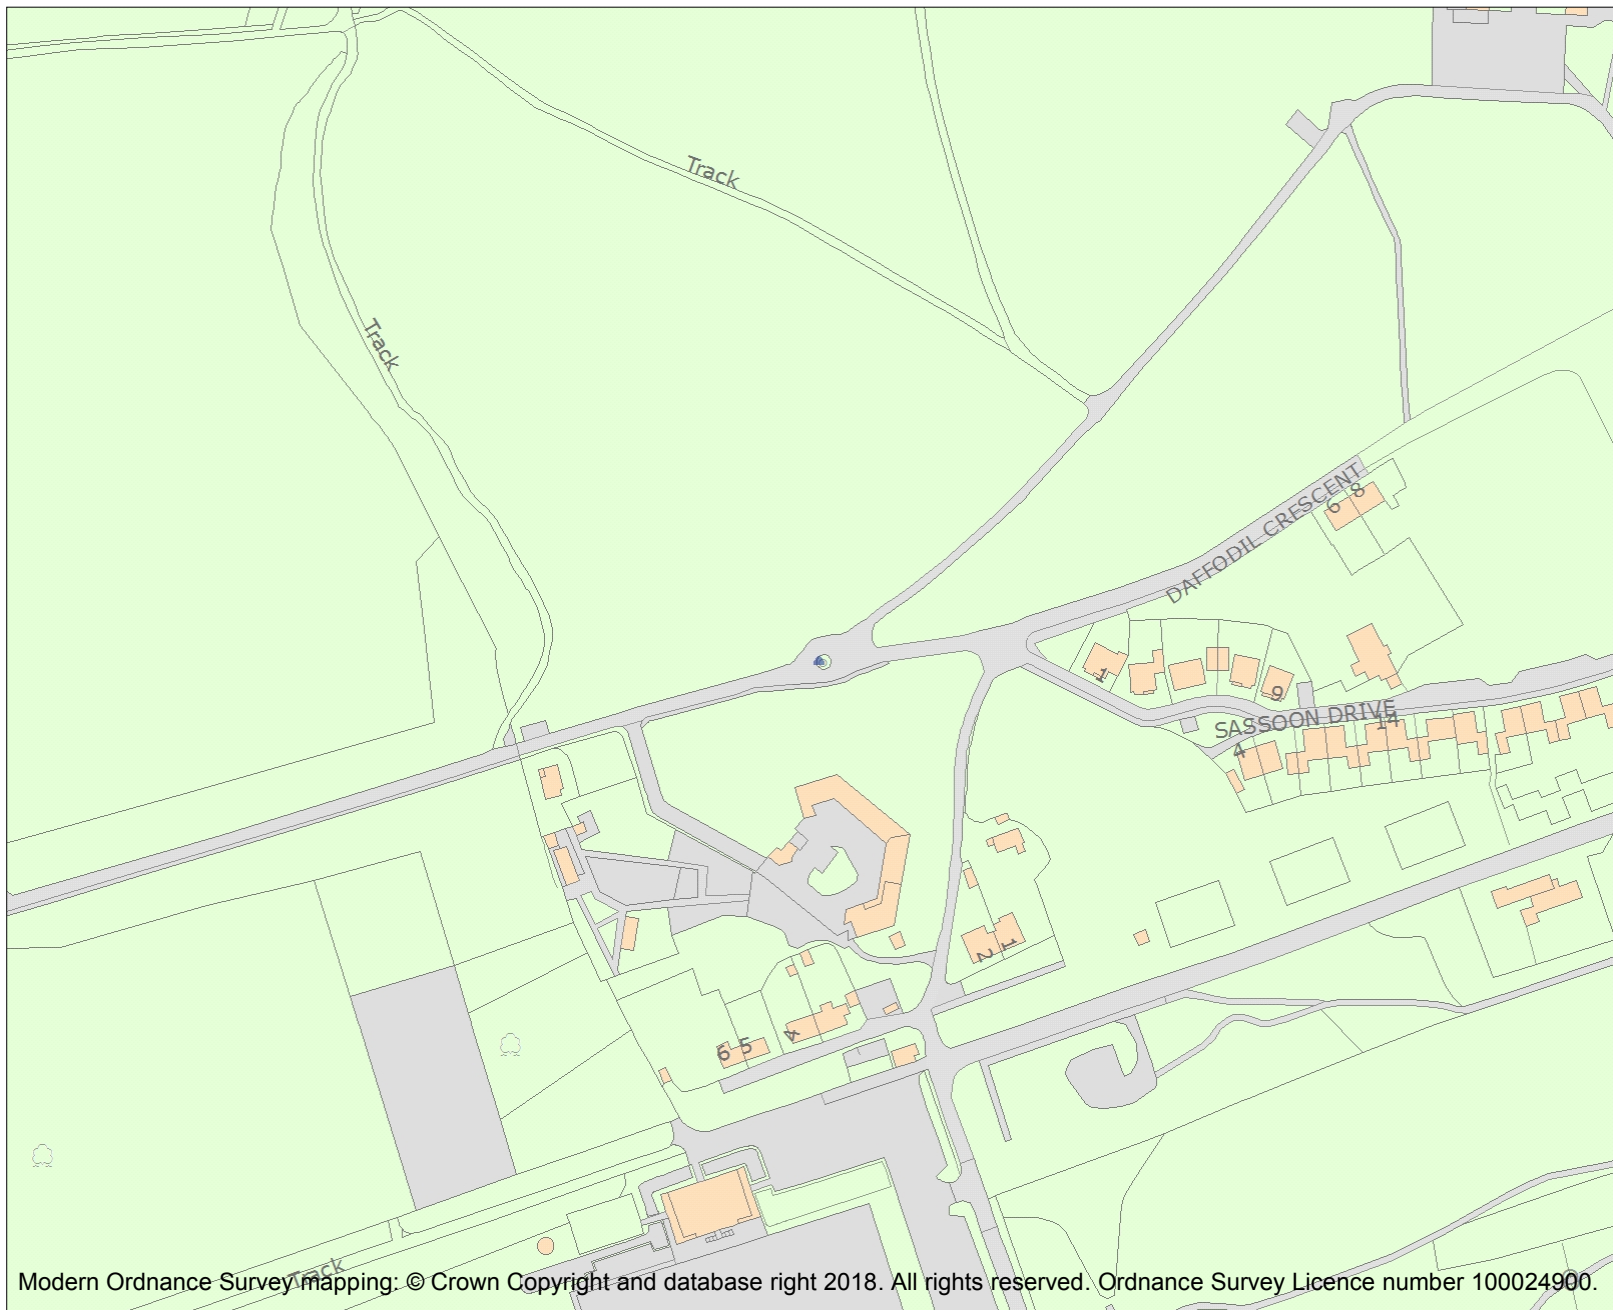 Track
Track
DAFFODIL CRESCENT
6 8
1
9
SASSOON DRIVE
14
4
1
2
4
6 5
Track
Modern Ordnance Survey mapping: © Crown Copyright and database right 2018. All rights reserved. Ordnance Survey Licence number 100024900.